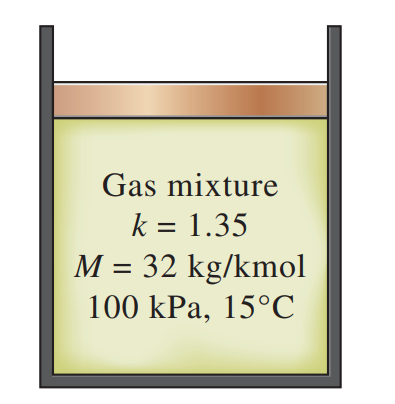 Gas mixture
k = 1.35
M = 32 kg/kmol
100 kPa, 15°C